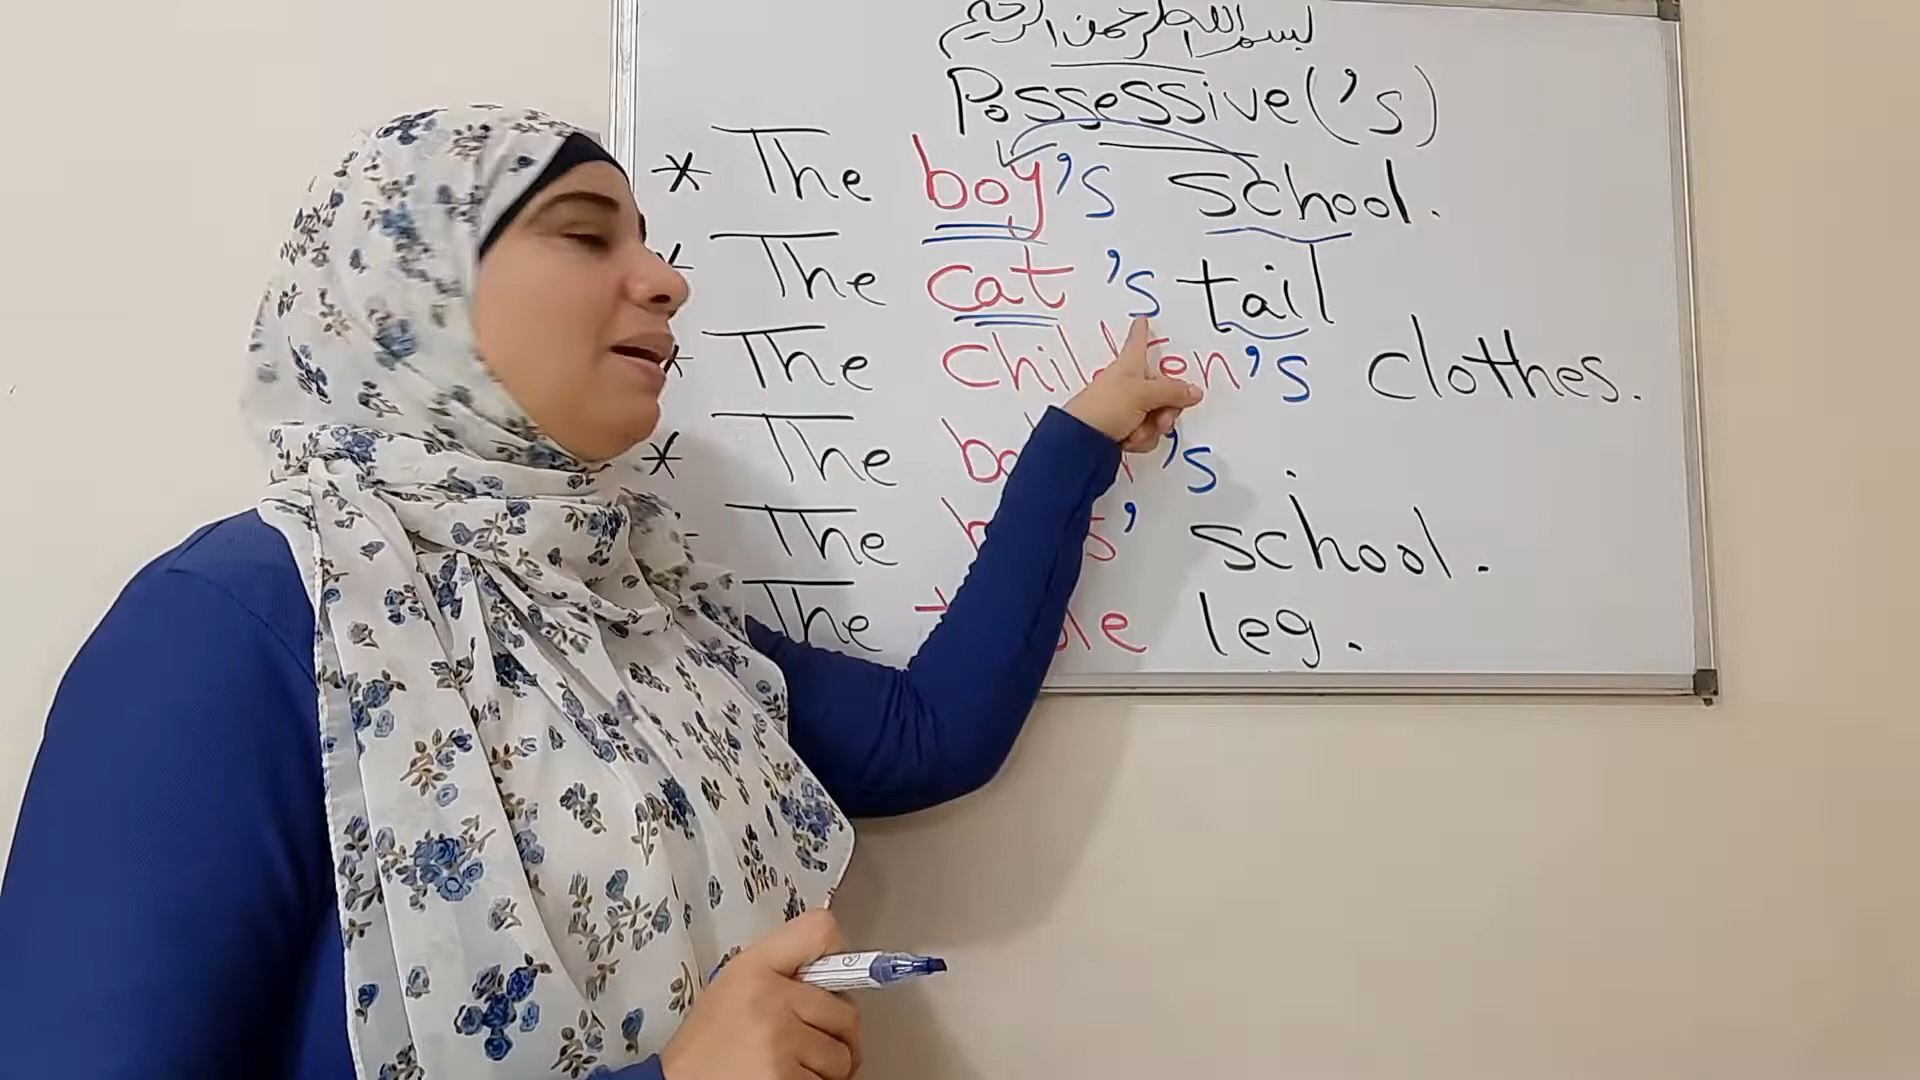 بسم الله الرحمن الرحيم
Possessive ('s)
* The boy's school.
* The cat 's tail
* The children's clothes.
* The 's
The school.
The leg.